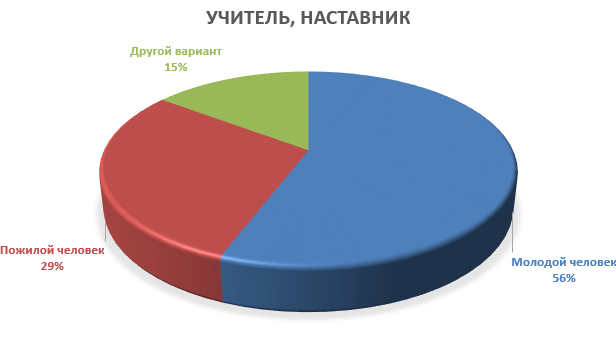 УЧИТЕЛЬ, НАСТАВНИК
Другой вариант
15%
Пожилой человек
29%
Молодой человек
56%